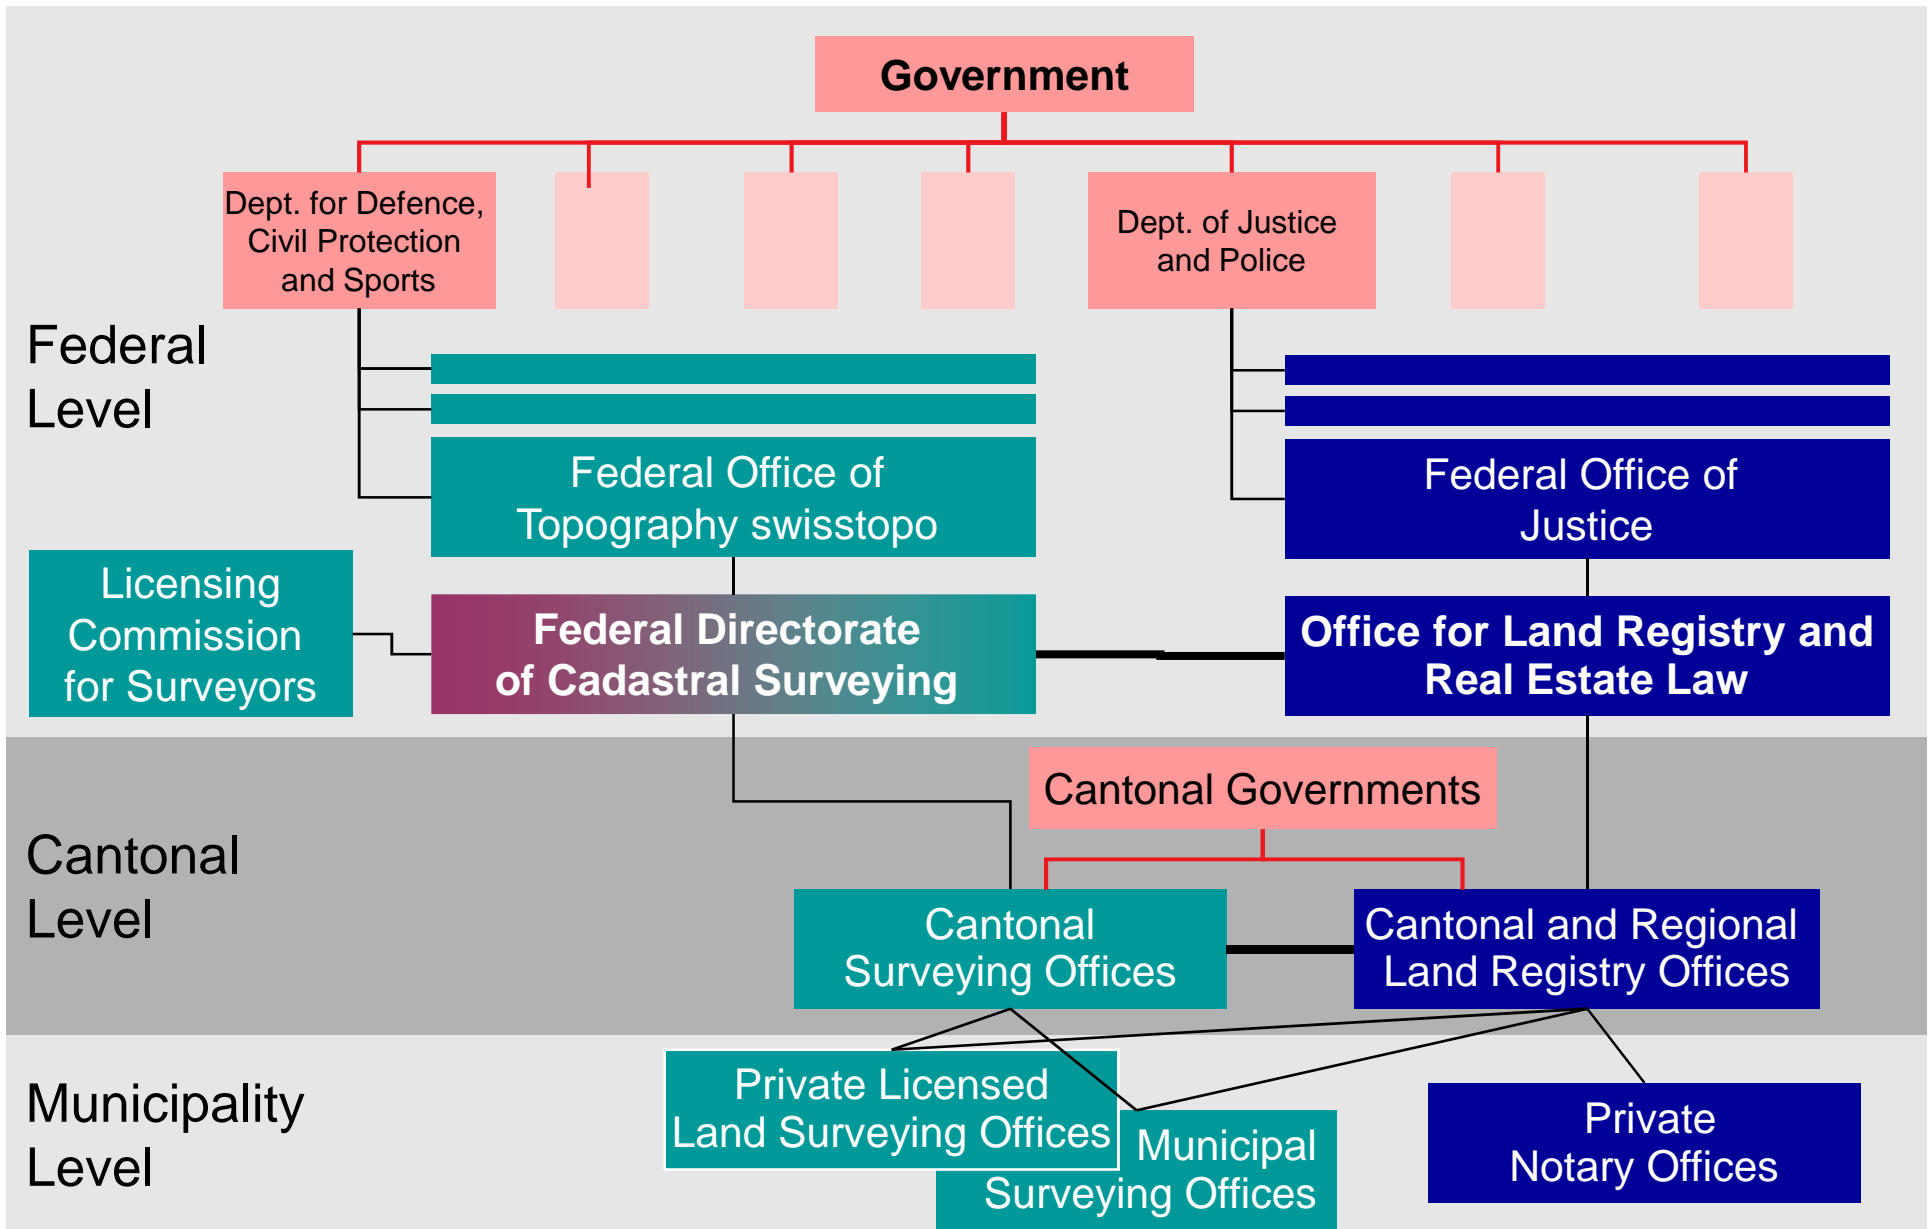 Government
Dept. for Defence,
Civil Protection
and Sports
Dept. of Justice
and Police
Federal
Level
Federal Office of
Topography swisstopo
Federal Office of
Justice
Licensing
Commission
for Surveyors
Federal Directorate
of Cadastral Surveying
Office for Land Registry and
Real Estate Law
Cantonal Governments
Cantonal
Level
Cantonal
Surveying Offices
Cantonal and Regional
Land Registry Offices
Municipality
Level
Private Licensed
Land Surveying Offices
Municipal
Surveying Offices
Private
Notary Offices